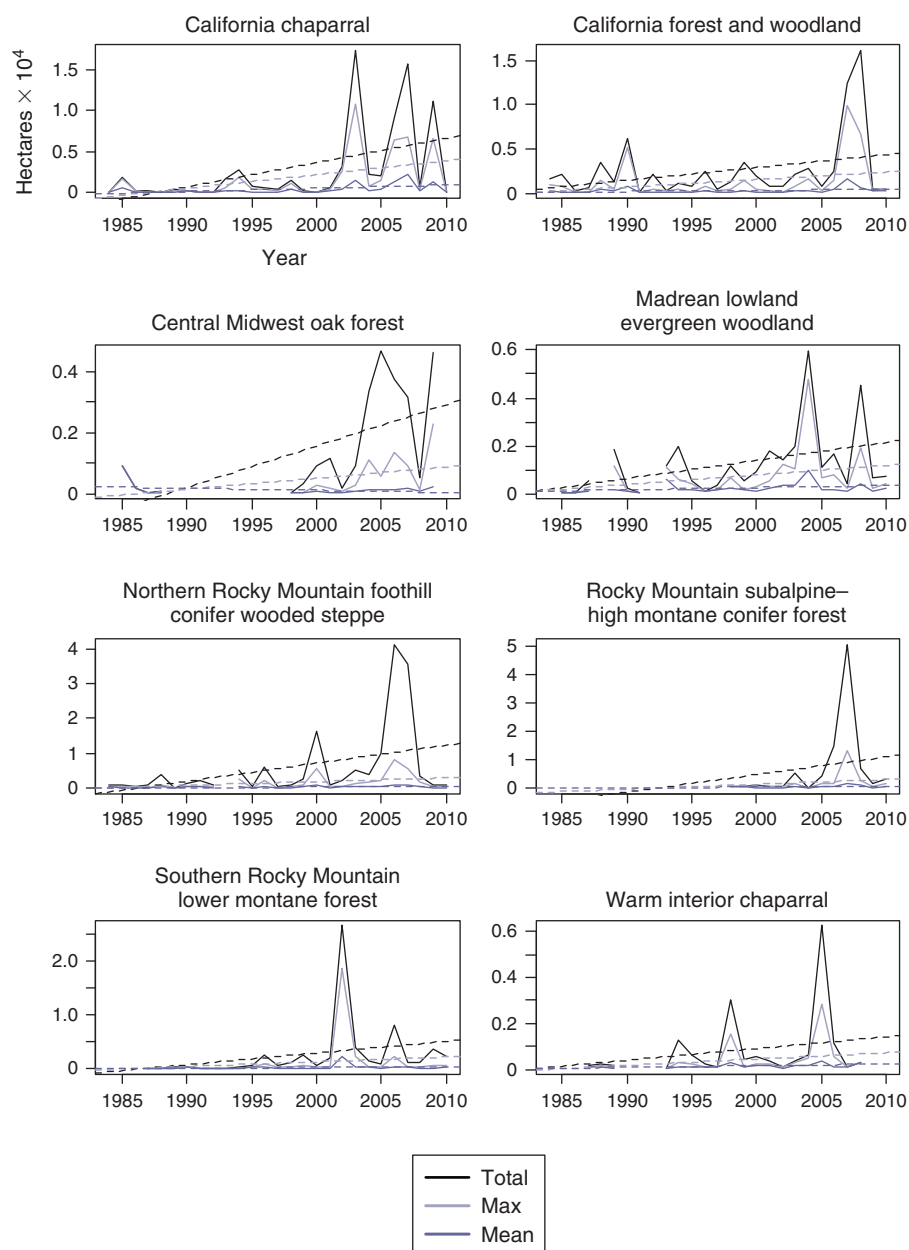 California chaparral
California forest and woodland
Hectares × 10⁴
1.5
1.0
0.5
0
1985 1990 1995 2000 2005 2010
Year
1.5
1.0
0.5
0
1985 1990 1995 2000 2005 2010
Central Midwest oak forest
Madrean lowland
evergreen woodland
0.4
0.2
0
1985 1990 1995 2000 2005 2010
0.6
0.4
0.2
0
1985 1990 1995 2000 2005 2010
Northern Rocky Mountain foothill
conifer wooded steppe
Rocky Mountain subalpine–
high montane conifer forest
4
3
2
1
0
1985 1990 1995 2000 2005 2010
5
4
3
2
1
0
1985 1990 1995 2000 2005 2010
Southern Rocky Mountain
lower montane forest
Warm interior chaparral
2.0
1.0
0
1985 1990 1995 2000 2005 2010
0.6
0.4
0.2
0
1985 1990 1995 2000 2005 2010
Total
Max
Mean